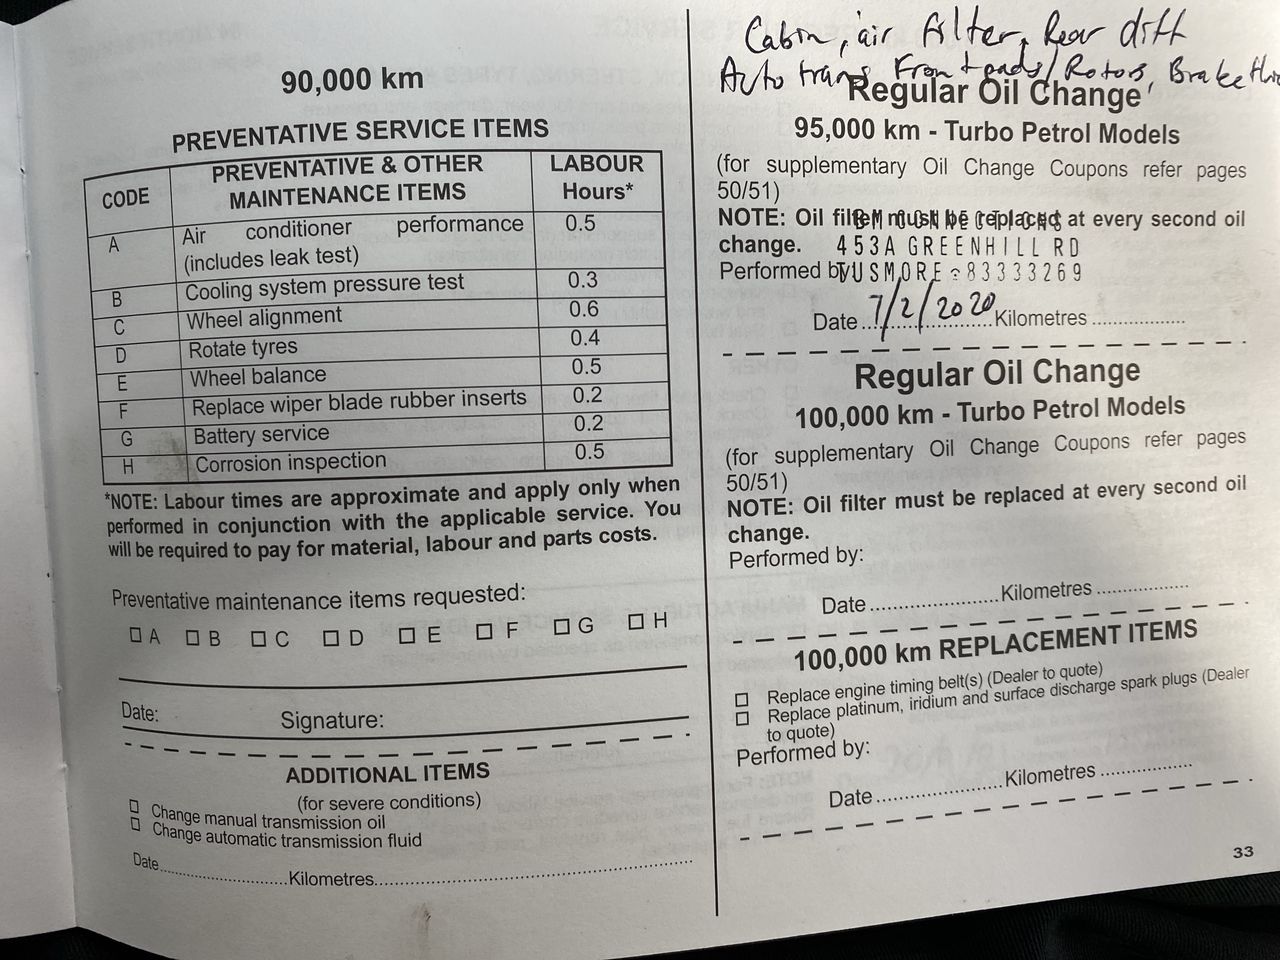 90,000 km
PREVENTATIVE SERVICE ITEMS
CODE PREVENTATIVE & OTHER MAINTENANCE ITEMS LABOUR Hours*
A Air conditioner performance (includes leak test) 0.5
B Cooling system pressure test 0.3
C Wheel alignment 0.6
D Rotate tyres 0.4
E Wheel balance 0.5
F Replace wiper blade rubber inserts 0.2
G Battery service 0.2
H Corrosion inspection 0.5
*NOTE: Labour times are approximate and apply only when
performed in conjunction with the applicable service. You
will be required to pay for material, labour and parts costs.
Preventative maintenance items requested:
A B C D E F G H
Date: Signature:
ADDITIONAL ITEMS
(for severe conditions)
Change manual transmission oil
Change automatic transmission fluid
Date Kilometres
Cabin, air filter, Rear diff
Auto trans, Front pads/Rotors, Brake
Regular Oil Change
95,000 km - Turbo Petrol Models
(for supplementary Oil Change Coupons refer pages
50/51)
NOTE: Oil filter must be replaced at every second oil
BM CONNECTIONS
change. 453A GREENHILL RD
Performed by: TUSMORE 83333269
Date 7/2/2020 Kilometres
Regular Oil Change
100,000 km - Turbo Petrol Models
(for supplementary Oil Change Coupons refer pages
50/51)
NOTE: Oil filter must be replaced at every second oil
change.
Performed by:
Date Kilometres
100,000 km REPLACEMENT ITEMS
Replace engine timing belt(s) (Dealer to quote)
Replace platinum, iridium and surface discharge spark plugs (Dealer
to quote)
Performed by:
Date Kilometres
33